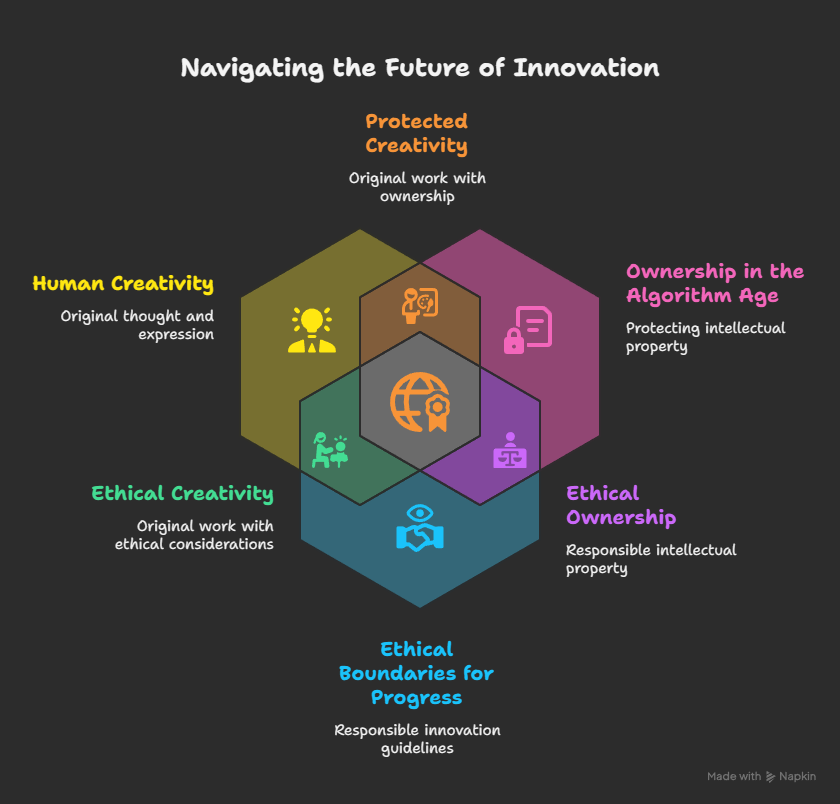 Navigating the Future of Innovation
Protected
Creativity
Original work with
ownership
Human Creativity
Original thought and
expression
Ownership in the
Algorithm Age
Protecting intellectual
property
Ethical Creativity
Original work with
ethical considerations
Ethical
Ownership
Responsible intellectual
property
Ethical
Boundaries for
Progress
Responsible innovation
guidelines
Made with Napkin